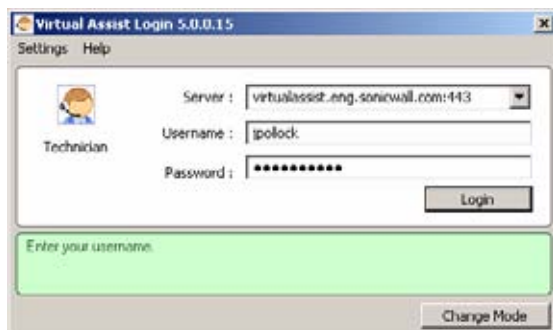 Virtual Assist Login 5.0.0.15
Settings Help
Server : virtualassist.eng.sonicwall.com:443
Technician
Username : jpollock
Password : ●●●●●●●●●●
Login
Enter your username.
Change Mode